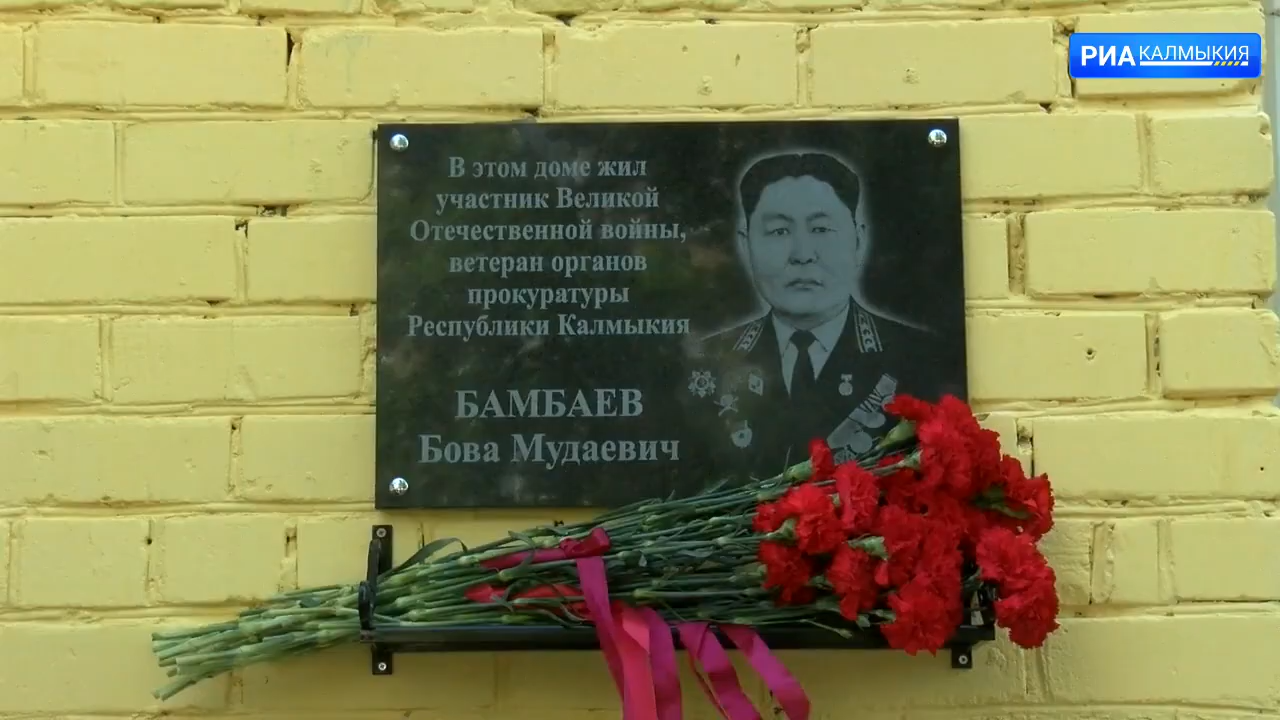 РИА КАЛМЫКИЯ
В этом доме жил
участник Великой
Отечественной войны,
ветеран органов
прокуратуры
Республики Калмыкия
БАМБАЕВ
Бова Мудаевич